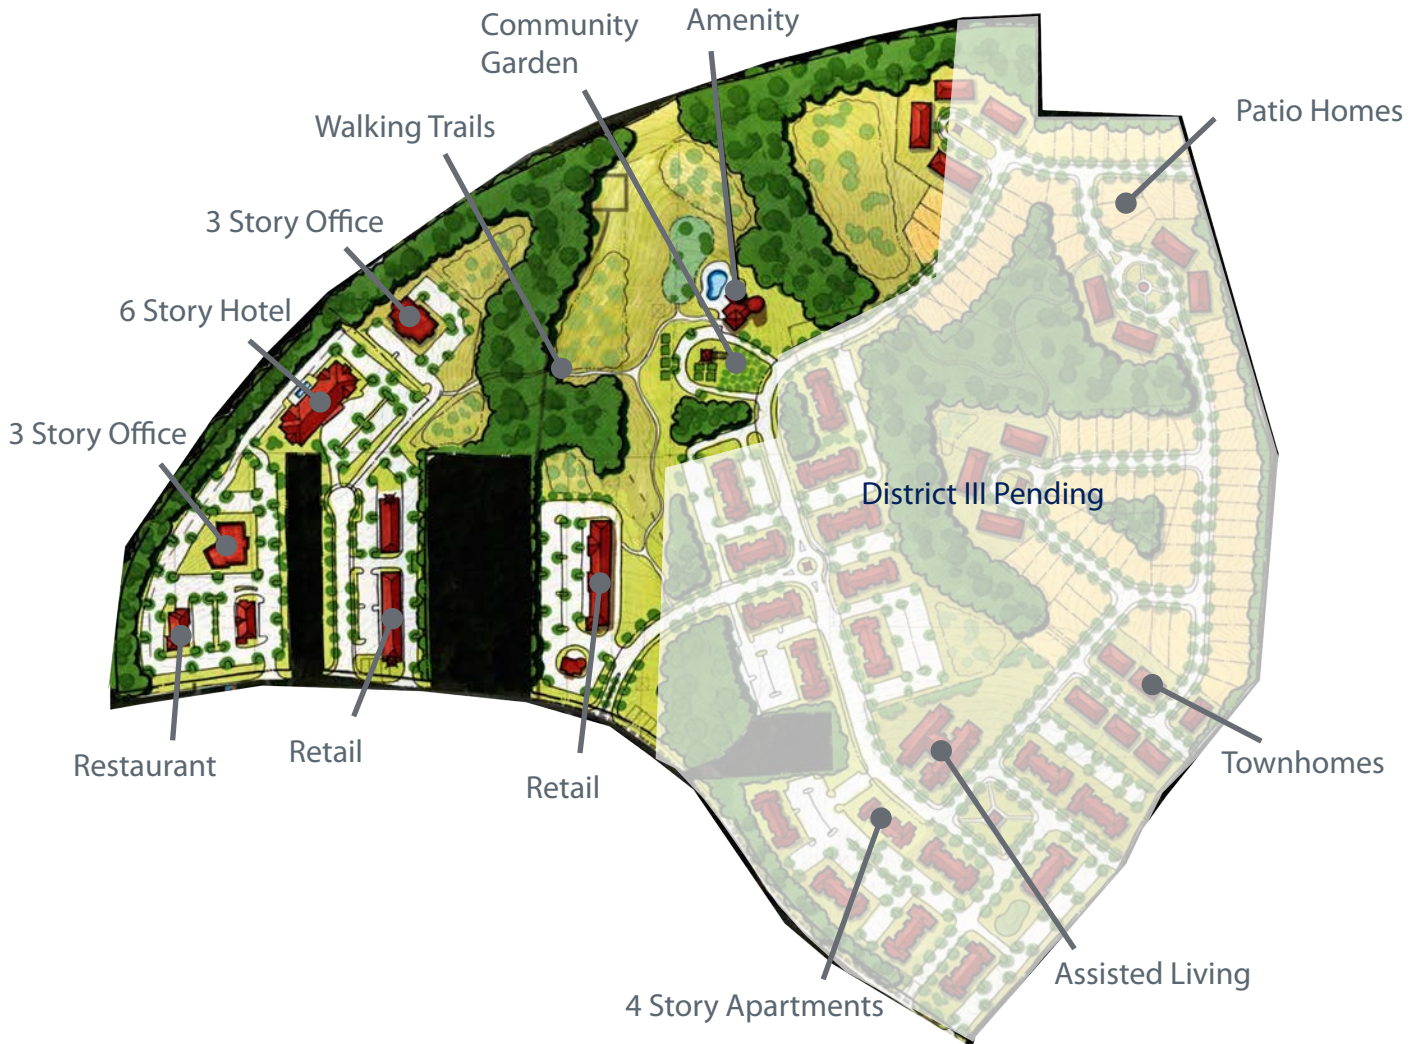 Community
Garden
Amenity
Patio Homes
Walking Trails
3 Story Office
6 Story Hotel
3 Story Office
District III Pending
Restaurant
Retail
Retail
Townhomes
Assisted Living
4 Story Apartments